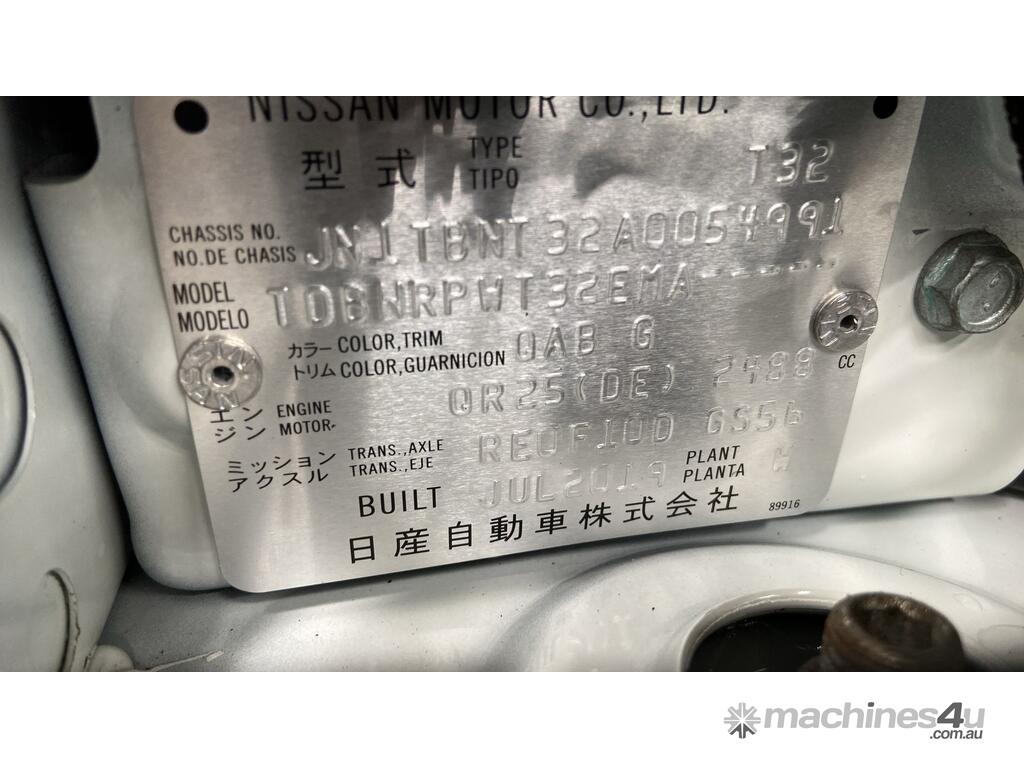 NISSAN MOTOR CO.,LTD.
型式 TYPE TIPO T32
CHASSIS NO. NO.DE CHASIS JN1TBNT32A0054991
MODEL MODELO TDBNRPWT32EMA-----
カラー COLOR,TRIM トリム COLOR,GUARNICION QAB G
エンジン ENGINE MOTOR QR25(DE) 2488 CC
ミッション アクスル TRANS.,AXLE TRANS.,EJE RE0F10D GS56
BUILT JUL2019 PLANT PLANTA H
日産自動車株式会社 89916
machines4u
.com.au